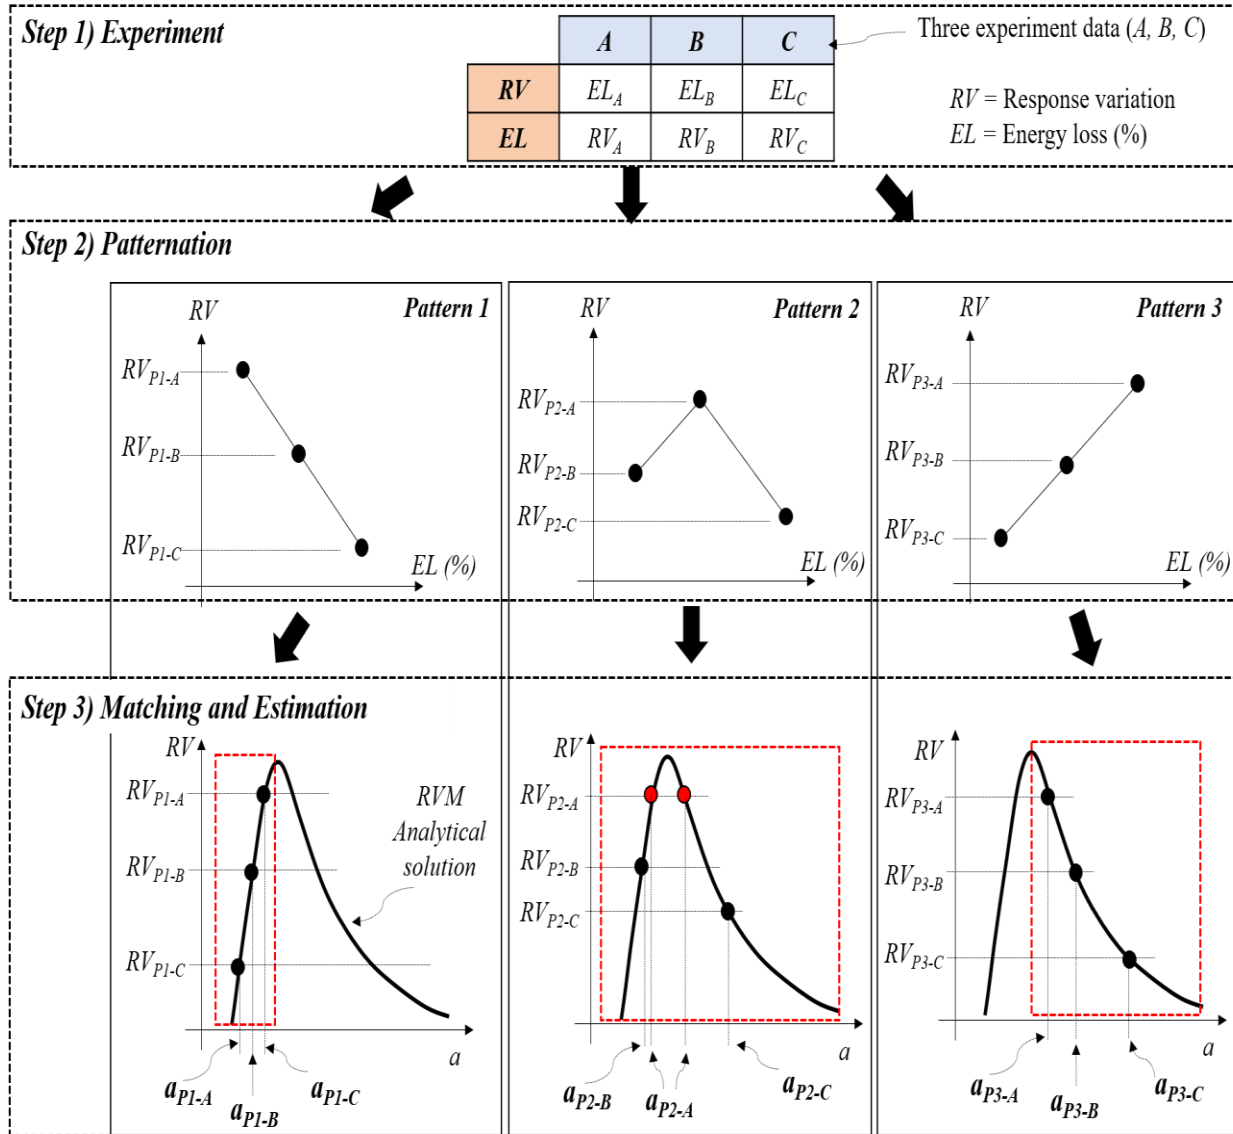 Step 1) Experiment
A B C
RV EL_A EL_B EL_C
EL RV_A RV_B RV_C
Three experiment data (A, B, C)
RV = Response variation
EL = Energy loss (%)
Step 2) Patternation
Pattern 1
RV
RV_P1-A
RV_P1-B
RV_P1-C
EL (%)
Pattern 2
RV
RV_P2-A
RV_P2-B
RV_P2-C
EL (%)
Pattern 3
RV
RV_P3-A
RV_P3-B
RV_P3-C
EL (%)
Step 3) Matching and Estimation
RV
RV_P1-A
RV_P1-B
RV_P1-C
RVM
Analytical
solution
a
a_P1-A
a_P1-B
a_P1-C
RV
RV_P2-A
RV_P2-B
RV_P2-C
a
a_P2-B
a_P2-A
a_P2-C
RV
RV_P3-A
RV_P3-B
RV_P3-C
a
a_P3-A
a_P3-B
a_P3-C